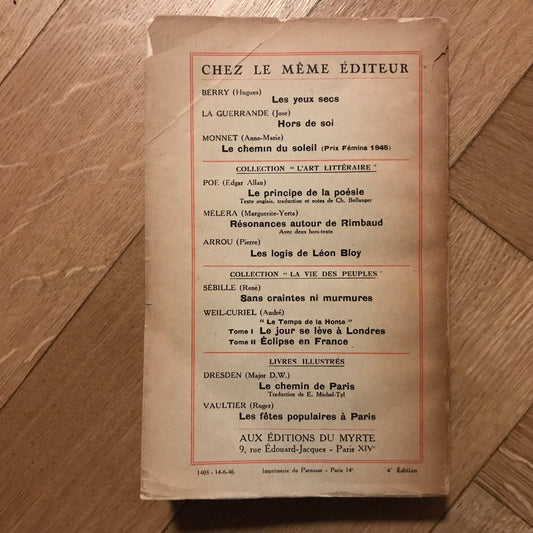 CHEZ LE MÊME ÉDITEUR
BERRY (Hugues)
Les yeux secs
LA GUERRANDE (José)
Hors de soi
MONNET (Anne-Marie)
Le chemin du soleil (Prix Fémina 1945)
COLLECTION "L'ART LITTÉRAIRE"
POE (Edgar Allan)
Le principe de la poésie
Texte anglais, traduction et notes de Ch. Bellanger
MÉLERA (Marguerite-Yerta)
Résonances autour de Rimbaud
Avec deux hors-texte
ARROU (Pierre)
Les logis de Léon Bloy
COLLECTION "LA VIE DES PEUPLES"
SÉBILLE (René)
Sans craintes ni murmures
WEIL-CURIEL (André)
"Le Temps de la Honte"
Tome I Le jour se lève à Londres
Tome II Éclipse en France
LIVRES ILLUSTRÉS
DRESDEN (Major D.W.)
Le chemin de Paris
Traduction de E. Michel-Tyl
VAULTIER (Roger)
Les fêtes populaires à Paris
AUX ÉDITIONS DU MYRTE
9, rue Édouard-Jacques - Paris XIVe
1403 - 14-6-46 Imprimerie du Parnasse - Paris 14e 4e Édition